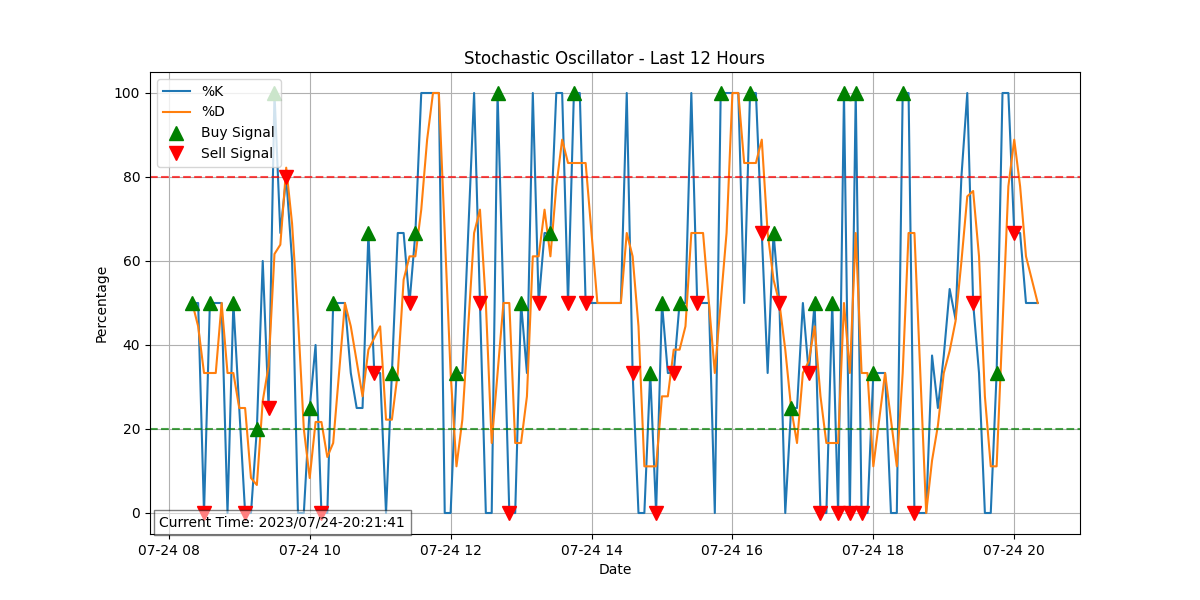 Stochastic Oscillator - Last 12 Hours
%K
%D
Buy Signal
Sell Signal
100
80
60
40
20
0
Percentage
Current Time: 2023/07/24-20:21:41
07-24 08 07-24 10 07-24 12 07-24 14 07-24 16 07-24 18 07-24 20
Date